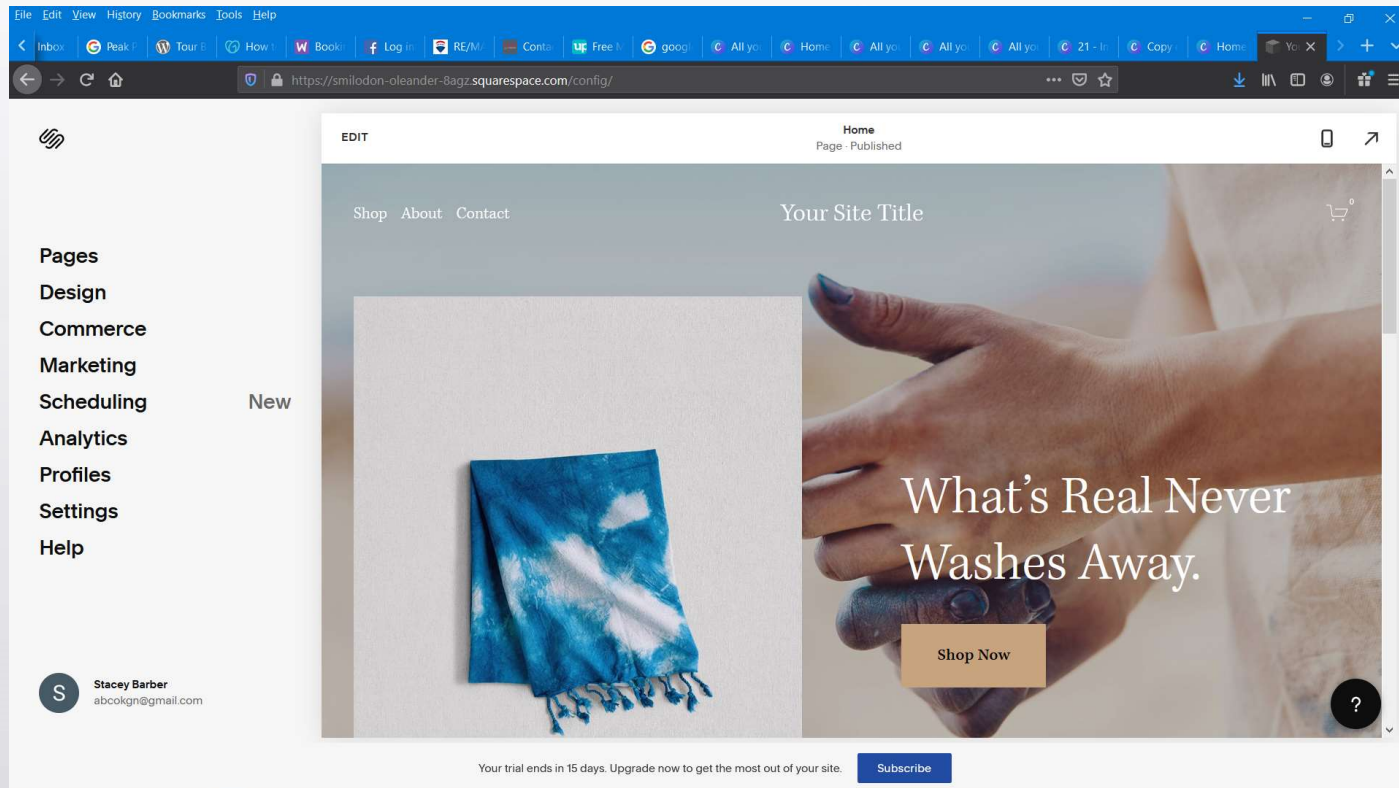 File Edit View History Bookmarks Tools Help
Inbox Peak P Tour B How t Booki Log in RE/MA Conta Free N googl All yo Home All yo All yo All yo 21 - In Copy Home Yo
https://smilodon-oleander-8agz.squarespace.com/config/
EDIT
Home
Page · Published
Shop About Contact
Your Site Title
0
Pages
Design
Commerce
Marketing
Scheduling New
Analytics
Profiles
Settings
Help
What's Real Never
Washes Away.
Shop Now
S
Stacey Barber
abcokgn@gmail.com
?
Your trial ends in 15 days. Upgrade now to get the most out of your site.
Subscribe